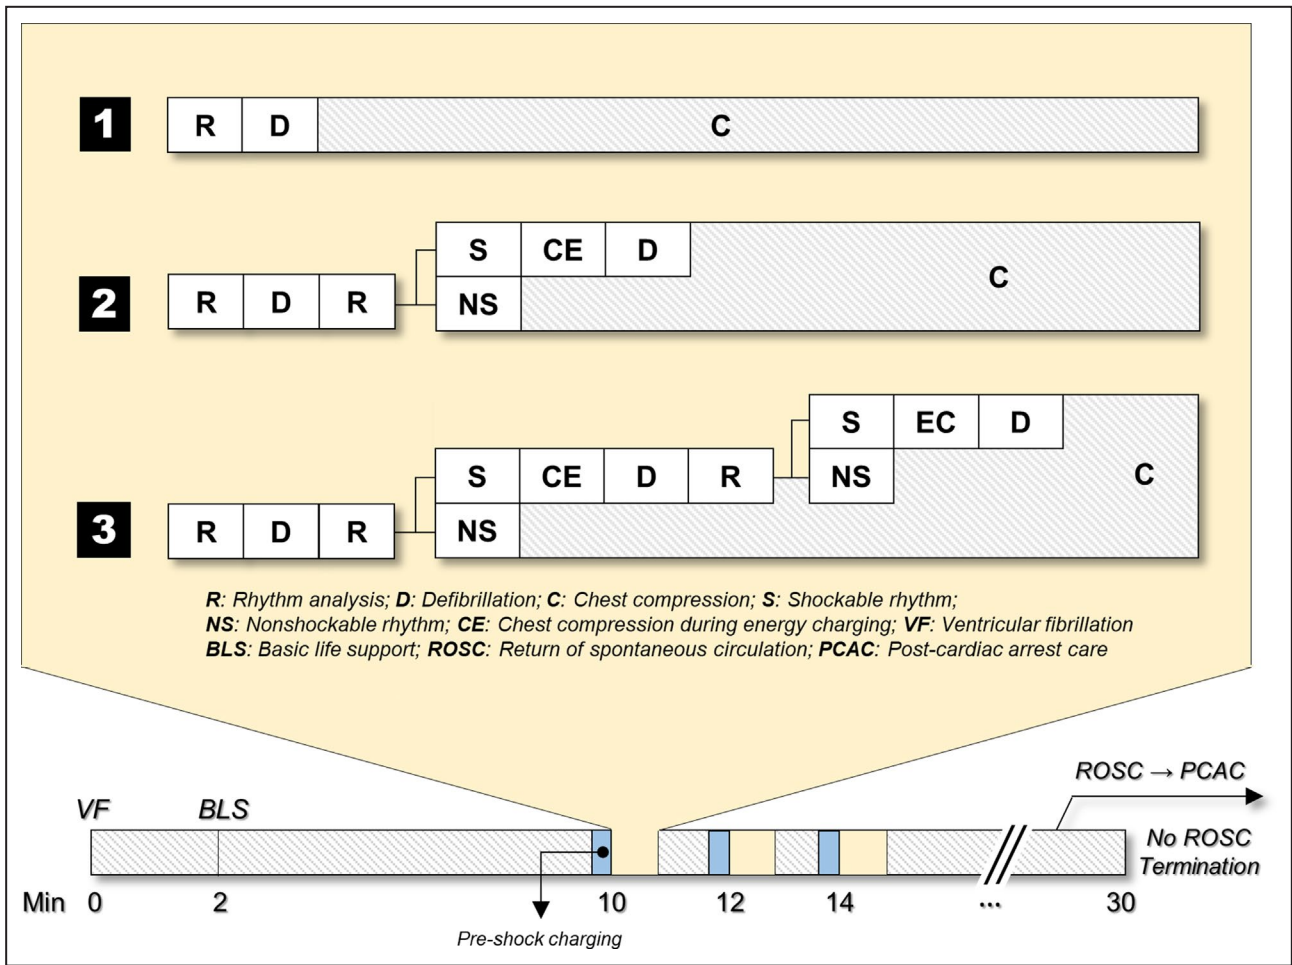 1 R D C
S CE D
2 R D R C
NS
S EC D
S CE D R NS C
3 R D R NS
R: Rhythm analysis; D: Defibrillation; C: Chest compression; S: Shockable rhythm;
NS: Nonshockable rhythm; CE: Chest compression during energy charging; VF: Ventricular fibrillation
BLS: Basic life support; ROSC: Return of spontaneous circulation; PCAC: Post-cardiac arrest care
ROSC → PCAC
VF BLS
No ROSC
Termination
Min 0 2 10 12 14 ... 30
Pre-shock charging